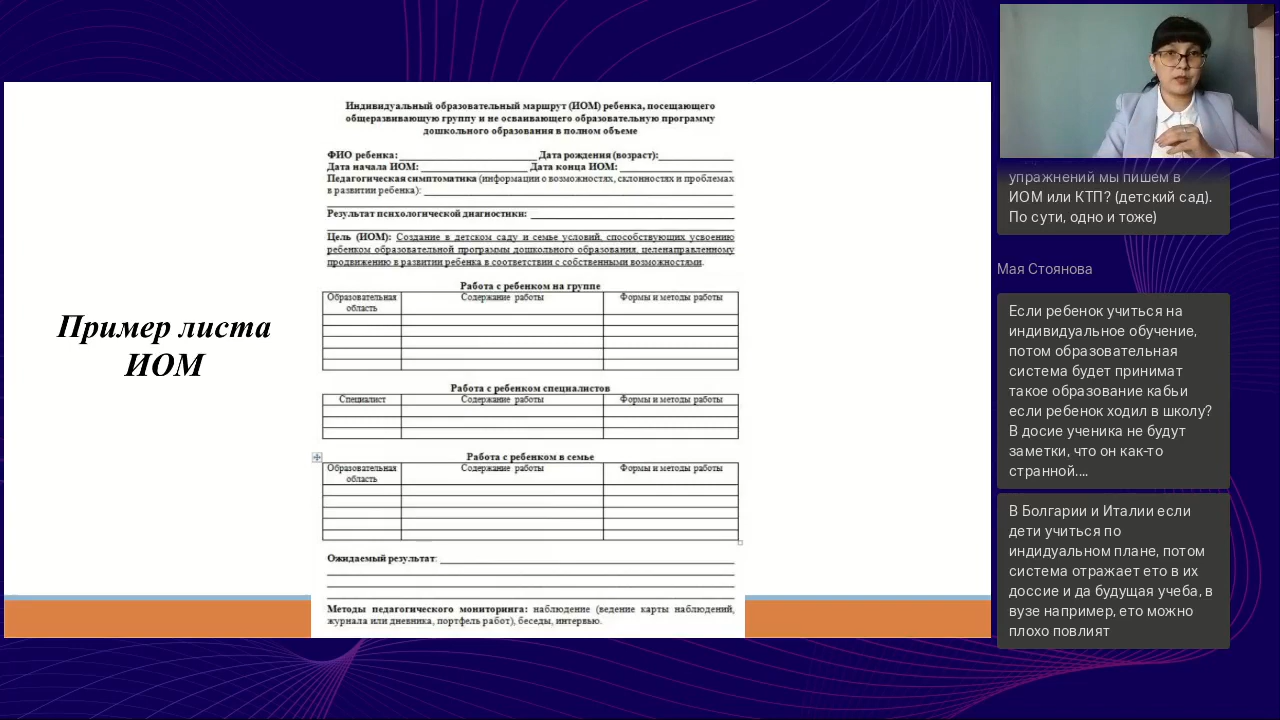 Пример листа
ИОМ
Индивидуальный образовательный маршрут (ИОМ) ребенка, посещающего
общеразвивающую группу и не осваивающего образовательную программу
дошкольного образования в полном объеме
ФИО ребенка: Дата рождения (возраст):
Дата начала ИОМ: Дата конца ИОМ:
Педагогическая симптоматика (информации о возможностях, склонностях и проблемах
в развитии ребенка):
Результат психологической диагностики:
Цель (ИОМ): Создание в детском саду и семье условий, способствующих усвоению
ребенком образовательной программы дошкольного образования, целенаправленному
продвижению в развитии ребенка в соответствии с собственными возможностями.
Работа с ребенком на группе
Образовательная область Содержание работы Формы и методы работы
Работа с ребенком специалистов
Специалист Содержание работы Формы и методы работы
Работа с ребенком в семье
Образовательная область Содержание работы Формы и методы работы
Ожидаемый результат:
Методы педагогического мониторинга: наблюдение (ведение карты наблюдений,
журнала или дневника, портфель работ), беседы, интервью.
упражнений мы пишем в
ИОМ или КТП? (детский сад).
По сути, одно и тоже)
Мая Стоянова
Если ребенок учиться на
индивидуальное обучение,
потом образовательная
система будет принимат
такое образование кабьи
если ребенок ходил в школу?
В досие ученика не будут
заметки, что он как-то
странной....
В Болгарии и Италии если
дети учиться по
индидуальном плане, потом
система отражает ето в их
доссие и да будущая учеба, в
вузе например, ето можно
плохо повлият